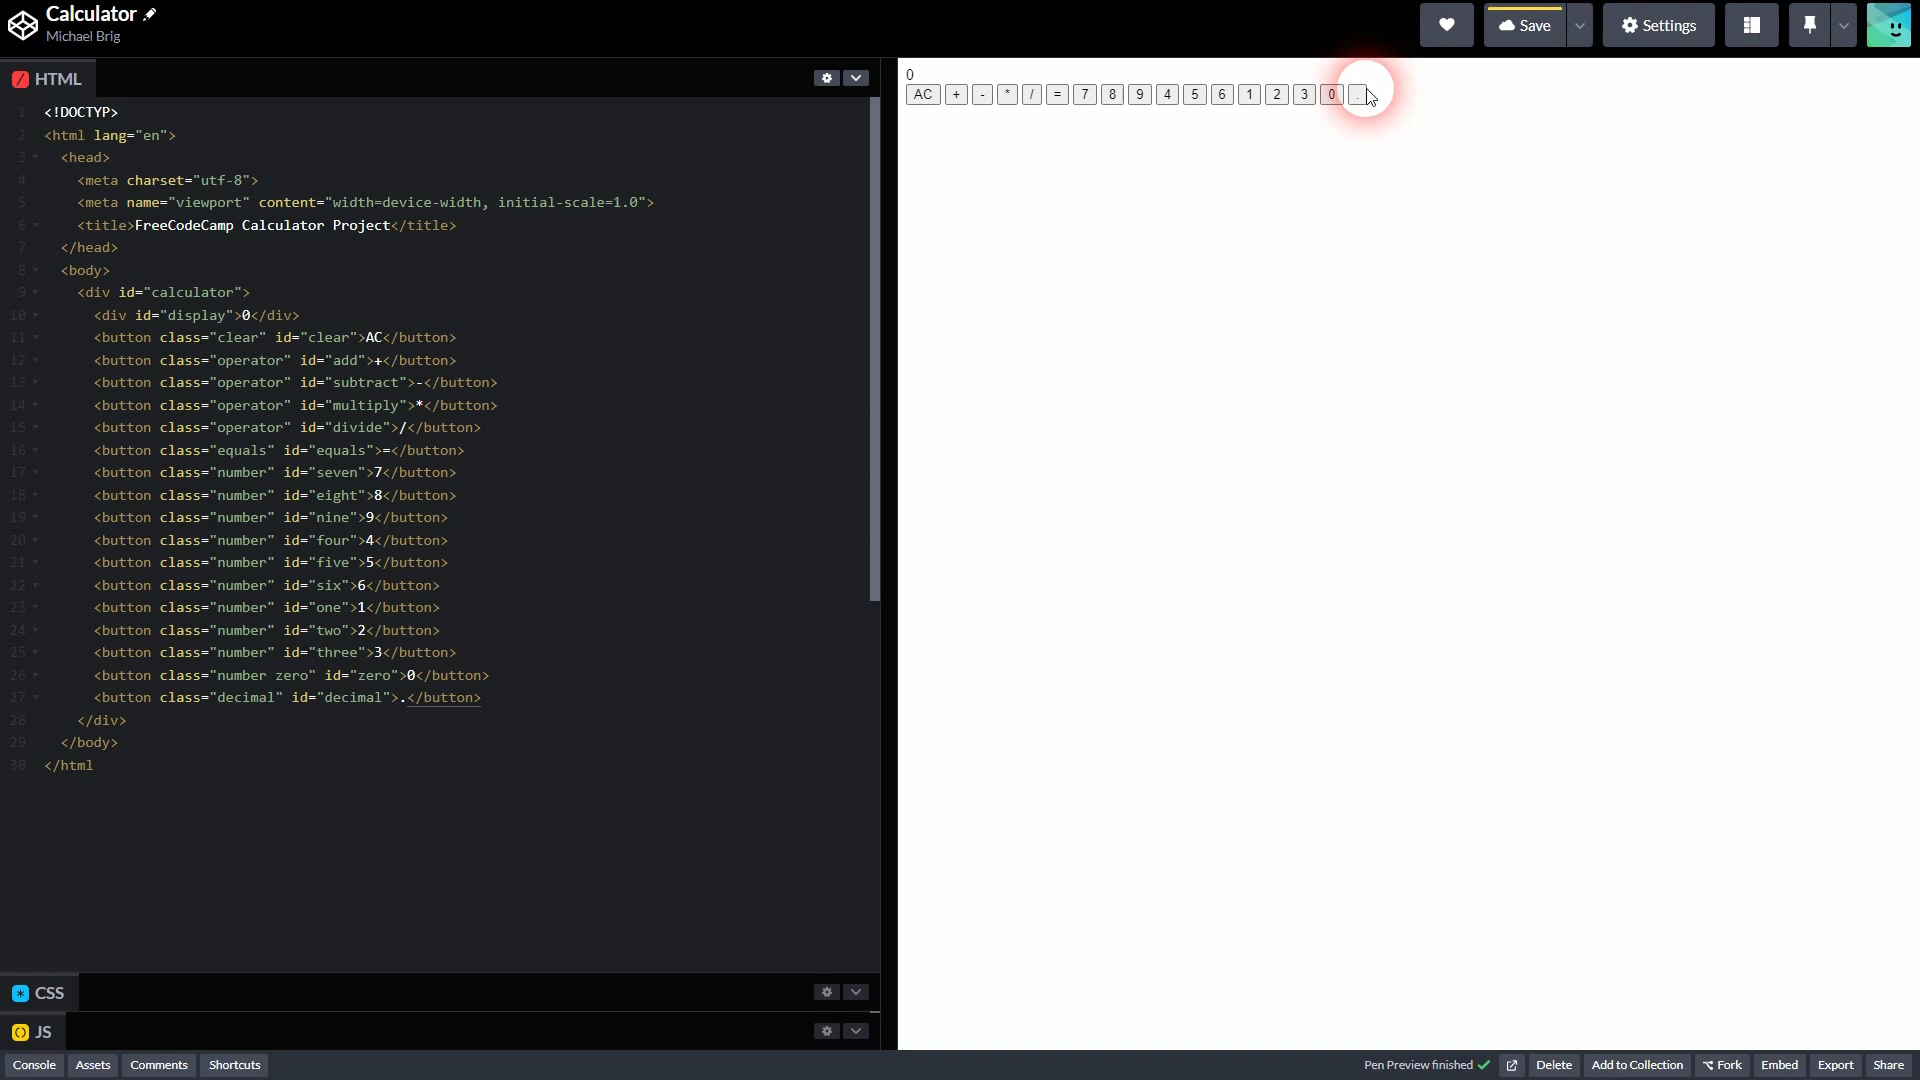 Calculator
Michael Brig
Save
Settings
HTML
1 <!DOCTYP>
2 <html lang="en">
3 <head>
4 <meta charset="utf-8">
5 <meta name="viewport" content="width=device-width, initial-scale=1.0">
6 <title>FreeCodeCamp Calculator Project</title>
7 </head>
8 <body>
9 <div id="calculator">
10 <div id="display">0</div>
11 <button class="clear" id="clear">AC</button>
12 <button class="operator" id="add">+</button>
13 <button class="operator" id="subtract">-</button>
14 <button class="operator" id="multiply">*</button>
15 <button class="operator" id="divide">/</button>
16 <button class="equals" id="equals">=</button>
17 <button class="number" id="seven">7</button>
18 <button class="number" id="eight">8</button>
19 <button class="number" id="nine">9</button>
20 <button class="number" id="four">4</button>
21 <button class="number" id="five">5</button>
22 <button class="number" id="six">6</button>
23 <button class="number" id="one">1</button>
24 <button class="number" id="two">2</button>
25 <button class="number" id="three">3</button>
26 <button class="number zero" id="zero">0</button>
27 <button class="decimal" id="decimal">.</button>
28 </div>
29 </body>
30 </html
0
AC + - * / = 7 8 9 4 5 6 1 2 3 0 .
CSS
JS
Console Assets Comments Shortcuts
Pen Preview finished Delete Add to Collection Fork Embed Export Share